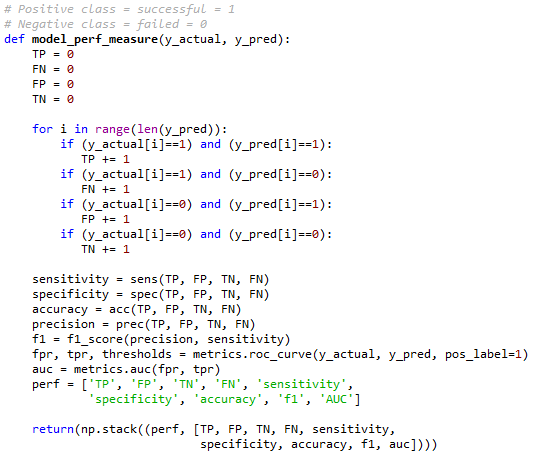 # Positive class = successful = 1
# Negative class = failed = 0
def model_perf_measure(y_actual, y_pred):
    TP = 0
    FN = 0
    FP = 0
    TN = 0

    for i in range(len(y_pred)):
        if (y_actual[i]==1) and (y_pred[i]==1):
           TP += 1
        if (y_actual[i]==1) and (y_pred[i]==0):
           FN += 1
        if (y_actual[i]==0) and (y_pred[i]==1):
           FP += 1
        if (y_actual[i]==0) and (y_pred[i]==0):
           TN += 1

    sensitivity = sens(TP, FP, TN, FN)
    specificity = spec(TP, FP, TN, FN)
    accuracy = acc(TP, FP, TN, FN)
    precision = prec(TP, FP, TN, FN)
    f1 = f1_score(precision, sensitivity)
    fpr, tpr, thresholds = metrics.roc_curve(y_actual, y_pred, pos_label=1)
    auc = metrics.auc(fpr, tpr)
    perf = ['TP', 'FP', 'TN', 'FN', 'sensitivity',
            'specificity', 'accuracy', 'f1', 'AUC']

    return(np.stack((perf, [TP, FP, TN, FN, sensitivity,
                            specificity, accuracy, f1, auc])))